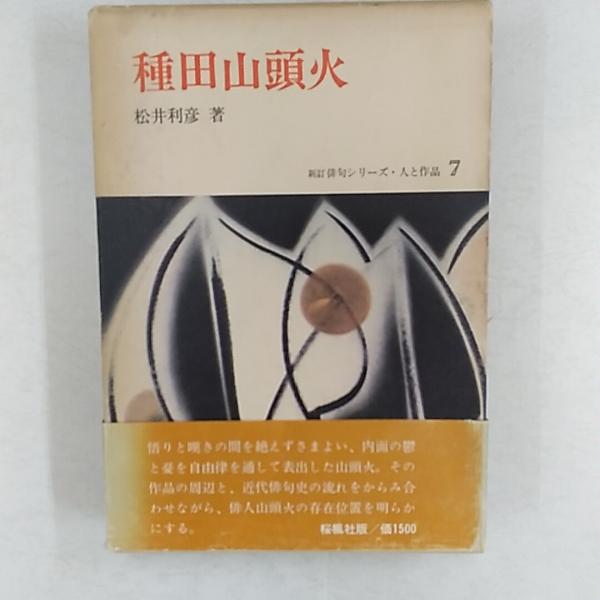 種田山頭火
松井利彦 著
新訂 俳句シリーズ・人と作品 7
悟りと嘆きの間を絶えずさまよい、内面の鬱
と憂を自由律を通して表出した山頭火。その
作品の周辺と、近代俳句史の流れをからみ合
わせながら、俳人山頭火の存在位置を明らか
にする。 桜楓社版/価1500